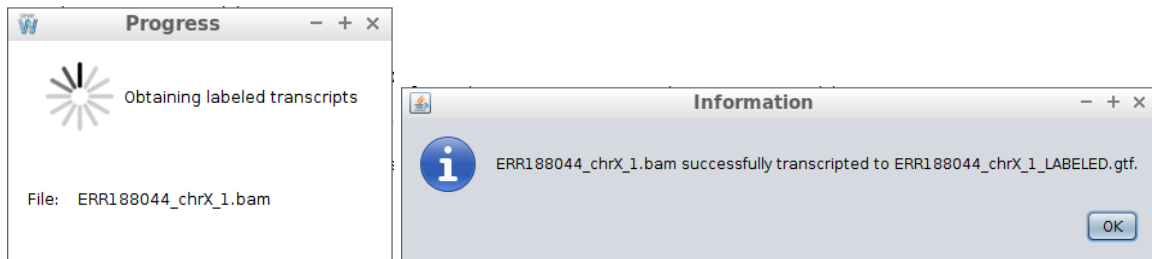 Progress
Obtaining labeled transcripts
File: ERR188044_chrX_1.bam
Information
ERR188044_chrX_1.bam successfully transcripted to ERR188044_chrX_1_LABELED.gtf.
OK